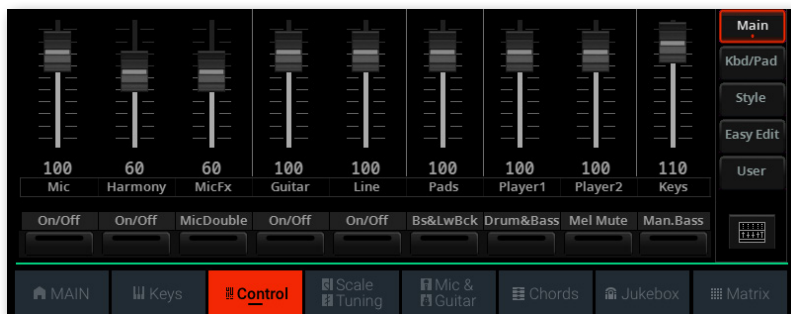 Main
Kbd/Pad
Style
Easy Edit
User
100 60 60 100 100 100 100 100 110
Mic Harmony MicFx Guitar Line Pads Player1 Player2 Keys
On/Off On/Off MicDouble On/Off On/Off Bs&LwBck Drum&Bass Mel Mute Man.Bass
MAIN Keys Control Scale Tuning Mic & Guitar Chords Jukebox Matrix